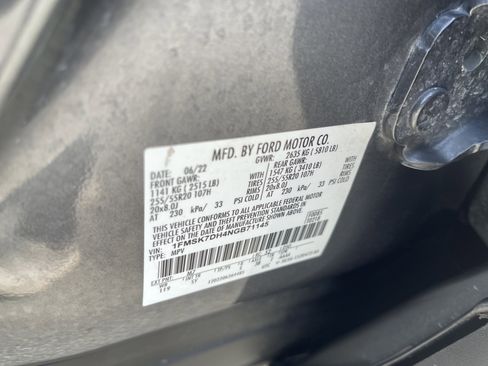 MFD. BY FORD MOTOR CO.
DATE: 06/22 GVWR: 2635 KG ( 5810 LB)
FRONT GAWR: REAR GAWR:
1141 KG ( 2515 LB) WITH 1547 KG ( 3410 LB) WITH
255/55R20 107H TIRES 255/55R20 107H TIRES
20x8.0J RIMS 20x8.0J RIMS
AT 230 kPa/ 33 PSI COLD AT 230 kPa/ 33 PSI COLD
THIS VEHICLE CONFORMS TO ALL APPLICABLE FEDERAL MOTOR
VEHICLE SAFETY AND THEFT PREVENTION STANDARDS IN
EFFECT ON THE DATE OF MANUFACTURE SHOWN ABOVE.
VIN: 1FMSK7DH4NGB71145
TYPE: MPV
EXT PNT: